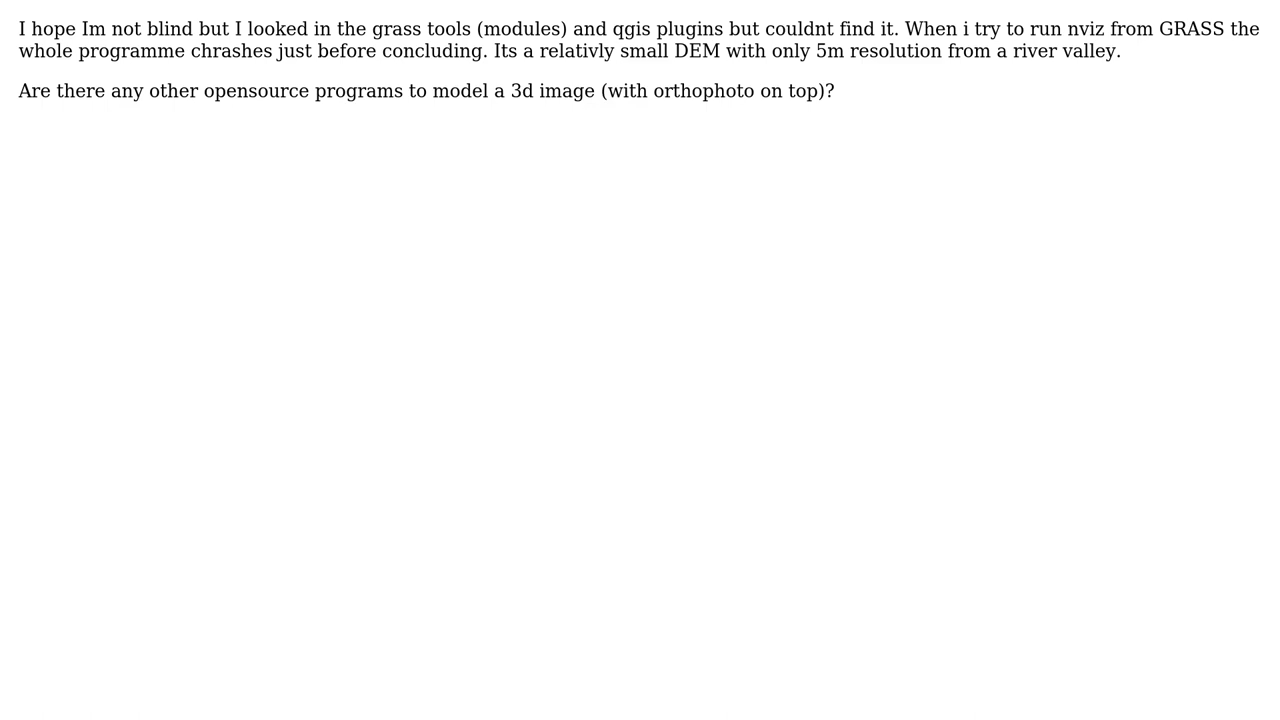 I hope Im not blind but I looked in the grass tools (modules) and qgis plugins but couldnt find it. When i try to run nviz from GRASS the
whole programme chrashes just before concluding. Its a relativly small DEM with only 5m resolution from a river valley.
Are there any other opensource programs to model a 3d image (with orthophoto on top)?